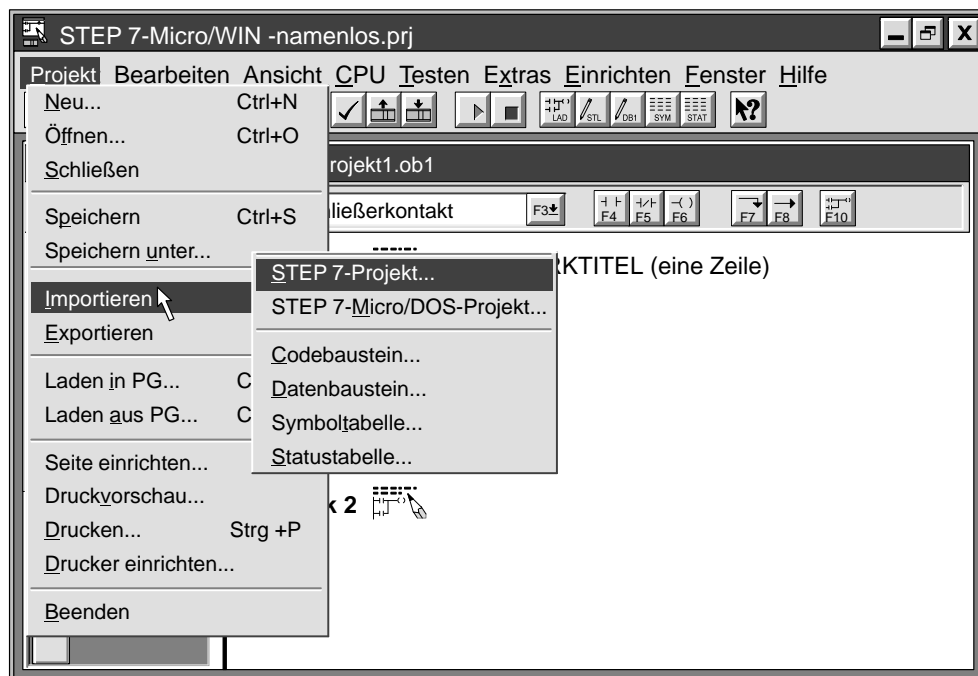 STEP 7-Micro/WIN -namenlos.prj
Projekt Bearbeiten Ansicht CPU Testen Extras Einrichten Fenster Hilfe
Neu... Ctrl+N
Öffnen... Ctrl+O
Schließen
Speichern Ctrl+S
Speichern unter...
Importieren
Exportieren
Laden in PG... C
Laden aus PG... C
Seite einrichten...
Druckvorschau...
Drucken... Strg +P
Drucker einrichten...
Beenden
STEP 7-Projekt...
STEP 7-Micro/DOS-Projekt...
Codebaustein...
Datenbaustein...
Symboltabelle...
Statustabelle...
LAD STL DB1 SYM STAT
rojekt1.ob1
ließerkontakt F3 F4 F5 F6 F7 F8 F10
RKTITEL (eine Zeile)
k 2